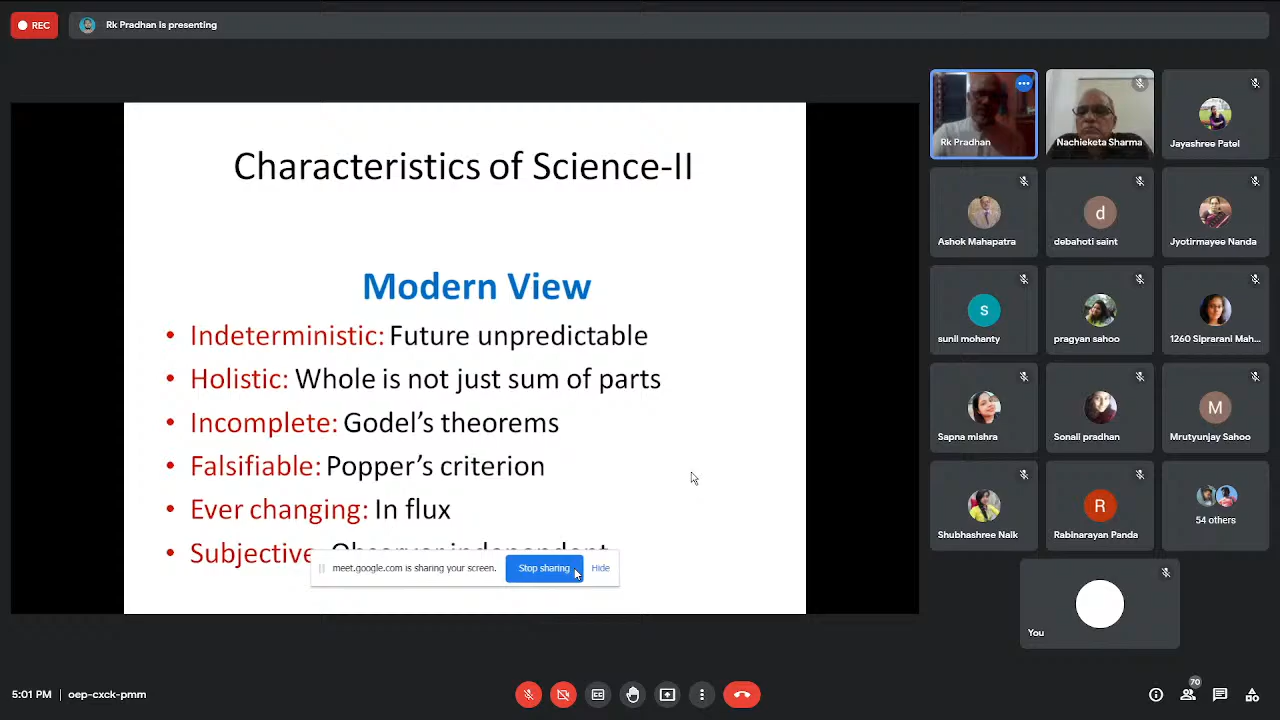 REC
Rk Pradhan is presenting
Characteristics of Science-II
Modern View
• Indeterministic: Future unpredictable
• Holistic: Whole is not just sum of parts
• Incomplete: Godel's theorems
• Falsifiable: Popper's criterion
• Ever changing: In flux
• Subjective: Observer independent
meet.google.com is sharing your screen.
Stop sharing
Hide
Rk Pradhan
Nachieketa Sharma
Jayashree Patel
Ashok Mahapatra
d
debahoti saint
Jyotirmayee Nanda
s
sunil mohanty
pragyan sahoo
1260 Siprarani Mah...
Sapna mishra
Sonali pradhan
M
Mrutyunjay Sahoo
Shubhashree Naik
R
Rabinarayan Panda
54 others
You
5:01 PM | oep-cxck-pmm
70